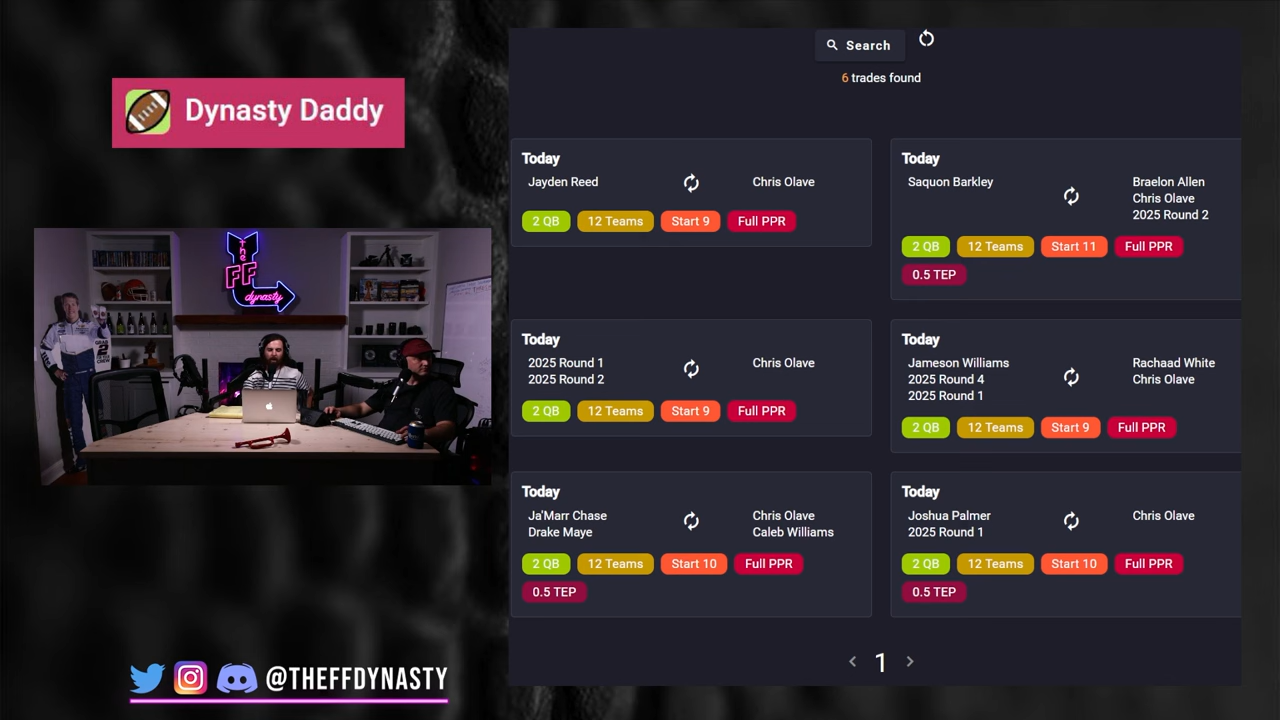 Dynasty Daddy
The
FF
dynasty
@THEFFDYNASTY
Search
6 trades found
Today
Jayden Reed
Chris Olave
2 QB
12 Teams
Start 9
Full PPR
Today
Saquon Barkley
Braelon Allen
Chris Olave
2025 Round 2
2 QB
12 Teams
Start 11
Full PPR
0.5 TEP
Today
2025 Round 1
2025 Round 2
Chris Olave
2 QB
12 Teams
Start 9
Full PPR
Today
Jameson Williams
2025 Round 4
2025 Round 1
Rachaad White
Chris Olave
2 QB
12 Teams
Start 9
Full PPR
Today
Ja'Marr Chase
Drake Maye
Chris Olave
Caleb Williams
2 QB
12 Teams
Start 10
Full PPR
0.5 TEP
Today
Joshua Palmer
2025 Round 1
Chris Olave
2 QB
12 Teams
Start 10
Full PPR
0.5 TEP
1